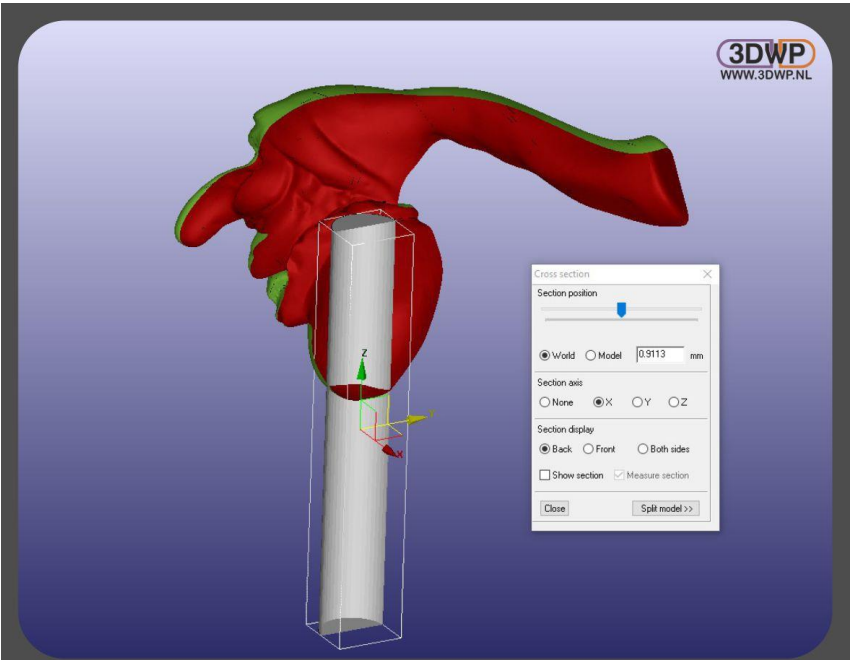 3DWP
WWW.3DWP.NL
Cross section
Section position
World Model 0.9113 mm
Section axis
None X Y Z
Section display
Back Front Both sides
Show section Measure section
Close Split model >>
Z
X